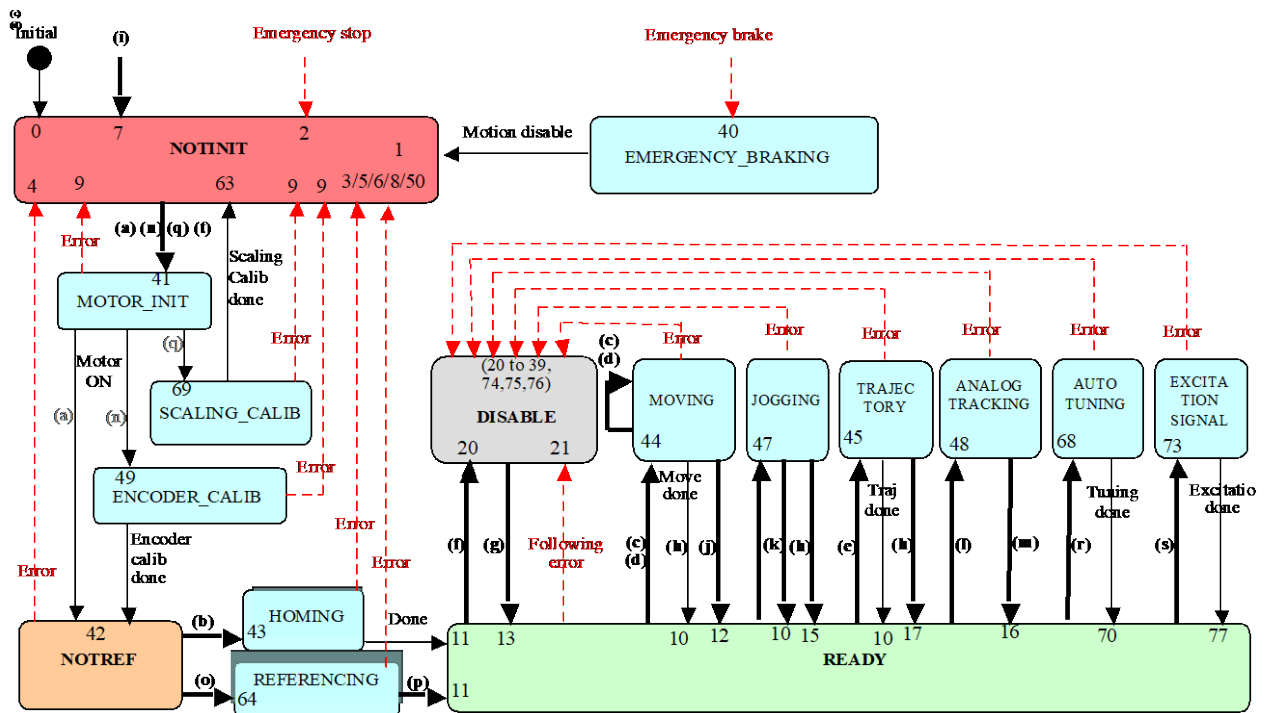 Initial
(i)
Emergency stop
Emergency brake
0
7
2
NOTINIT
1
4
9
63
9
9
3/5/6/8/50
Motion disable
40
EMERGENCY_BRAKING
Error
(a) (n) (q) (f)
Scaling
Calib
done
41
MOTOR_INIT
(q)
Motor
ON
Error
69
SCALING_CALIB
(a)
(n)
49
ENCODER_CALIB
Error
Encoder
calib
done
Error
Error
Error
(20 to 39,
74,75,76)
DISABLE
20
21
(c)
(d)
Error
Error
Error
Error
Error
Error
MOVING
44
JOGGING
47
TRAJEC
TORY
45
ANALOG
TRACKING
48
AUTO
TUNING
68
EXCITA
TION
SIGNAL
73
(f)
(g)
Following
error
(c)
(d)
Move
done
(h)
(j)
(k)
(h)
Traj
done
(e)
(h)
(l)
(m)
Tuning
done
(r)
Excitatio
done
(s)
42
NOTREF
(b)
HOMING
43
Done
(o)
REFERENCING
64
(p)
11
13
10
12
10
15
10
17
16
70
77
READY
11